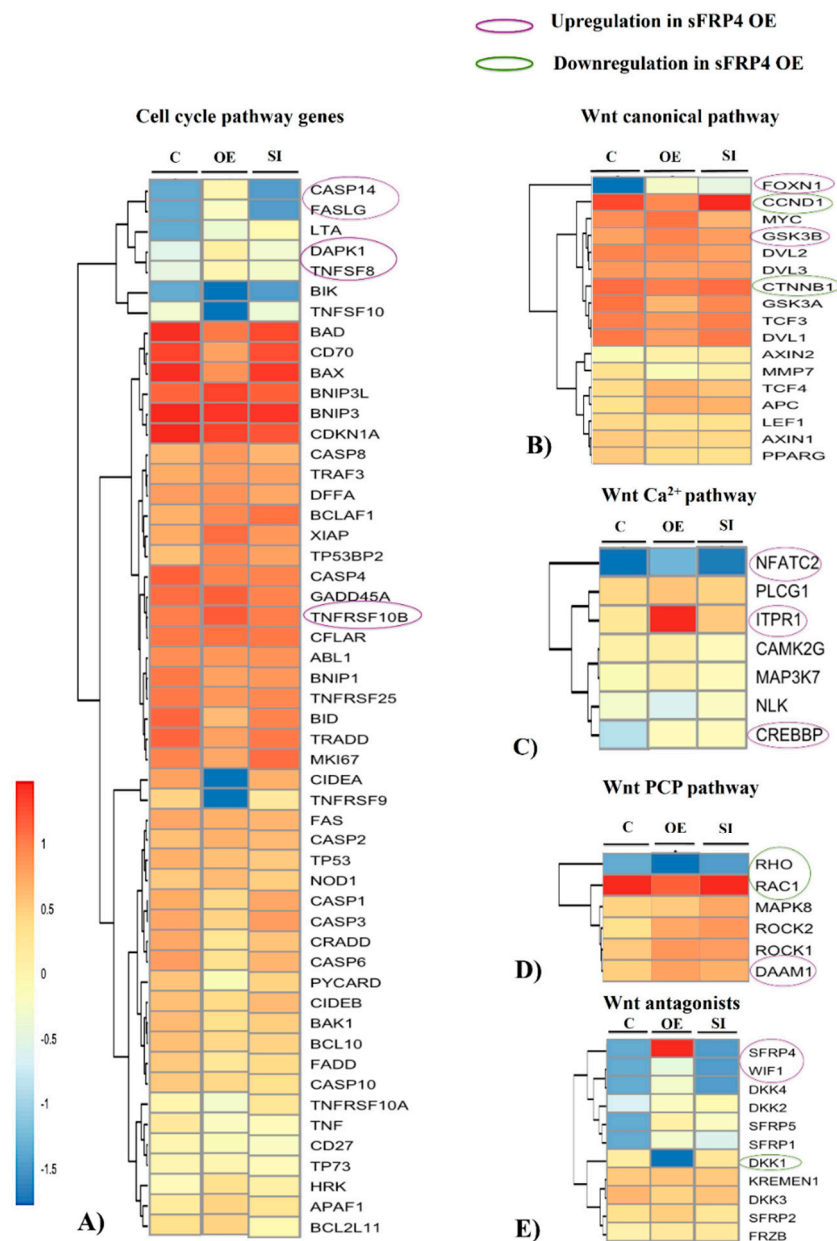 Upregulation in sFRP4 OE
Downregulation in sFRP4 OE
Cell cycle pathway genes
C OE SI
CASP14
FASLG
LTA
DAPK1
TNFSF8
BIK
TNFSF10
BAD
CD70
BAX
BNIP3L
BNIP3
CDKN1A
CASP8
TRAF3
DFFA
BCLAF1
XIAP
TP53BP2
CASP4
GADD45A
TNFRSF10B
CFLAR
ABL1
BNIP1
TNFRSF25
BID
TRADD
MKI67
CIDEA
TNFRSF9
FAS
CASP2
TP53
NOD1
CASP1
CASP3
CRADD
CASP6
PYCARD
CIDEB
BAK1
BCL10
FADD
CASP10
TNFRSF10A
TNF
CD27
TP73
HRK
APAF1
BCL2L11
1
0.5
0
-0.5
-1
-1.5
A)
Wnt canonical pathway
C OE SI
FOXN1
CCND1
MYC
GSK3B
DVL2
DVL3
CTNNB1
GSK3A
TCF3
DVL1
AXIN2
MMP7
TCF4
APC
LEF1
AXIN1
PPARG
B)
Wnt Ca²⁺ pathway
C OE SI
NFATC2
PLCG1
ITPR1
CAMK2G
MAP3K7
NLK
CREBBP
C)
Wnt PCP pathway
C OE SI
RHO
RAC1
MAPK8
ROCK2
ROCK1
DAAM1
D)
Wnt antagonists
C OE SI
SFRP4
WIF1
DKK4
DKK2
SFRP5
SFRP1
DKK1
KREMEN1
DKK3
SFRP2
FRZB
E)